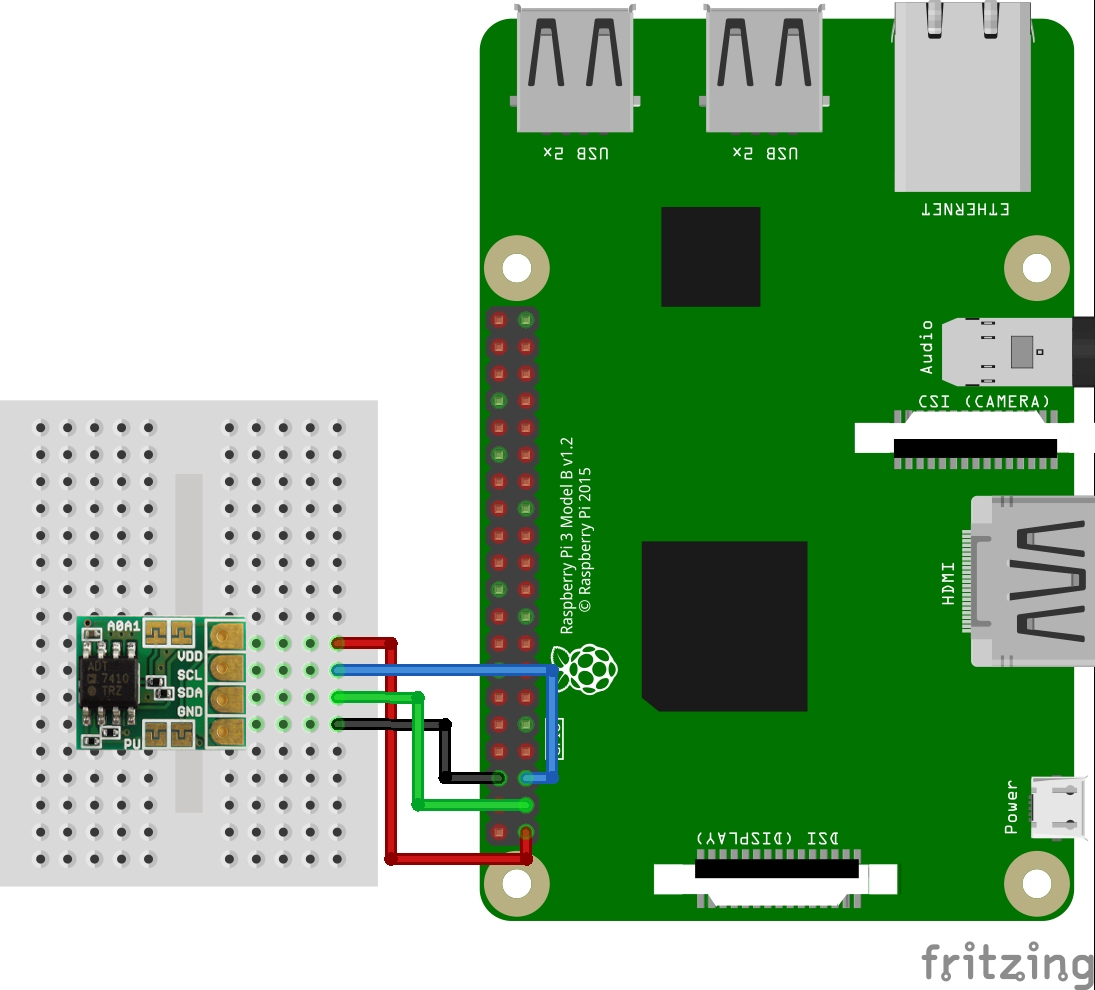 USB 2x
USB 2x
ETHERNET
Audio
CSI (CAMERA)
Raspberry Pi 3 Model B v1.2
© Raspberry Pi 2015
HDMI
A0A1
VDD
SCL
SDA
GND
PU
ADT
7410
TRZ
Power
DSI (DISPLAY)
fritzing